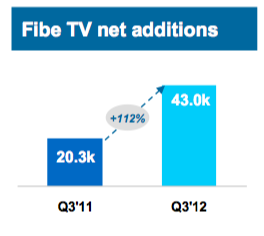 Fibe TV net additions
43.0k
+112%
20.3k
Q3'11
Q3'12